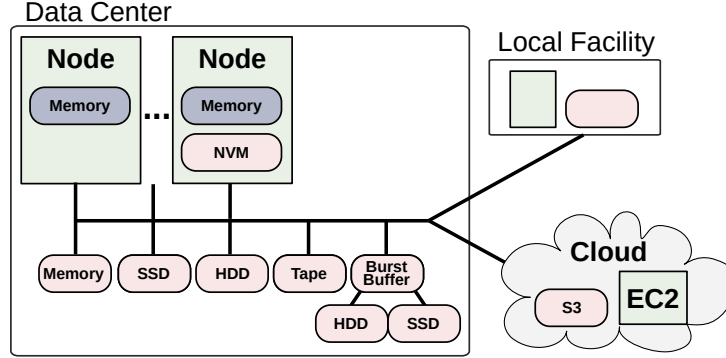 Data Center
Node
Memory
...
Node
Memory
NVM
Local Facility
Memory
SSD
HDD
Tape
Burst
Buffer
HDD
SSD
Cloud
S3
EC2